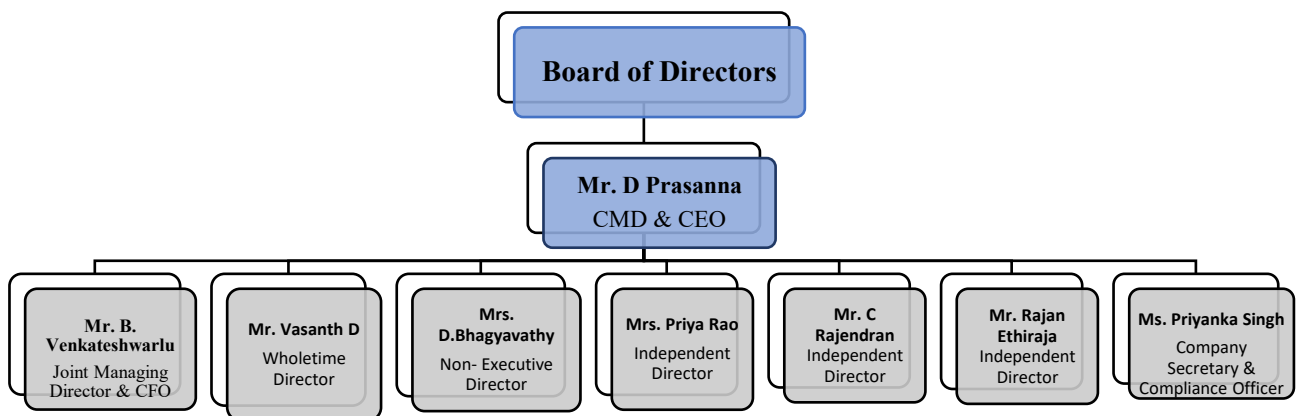 Board of Directors
Mr. D Prasanna
CMD & CEO
Mr. B.
Venkateshwarlu
Joint Managing
Director & CFO
Mr. Vasanth D
Wholetime
Director
Mrs.
D.Bhagyavathy
Non- Executive
Director
Mrs. Priya Rao
Independent
Director
Mr. C
Rajendran
Independent
Director
Mr. Rajan
Ethiraja
Independent
Director
Ms. Priyanka Singh
Company
Secretary &
Compliance Officer